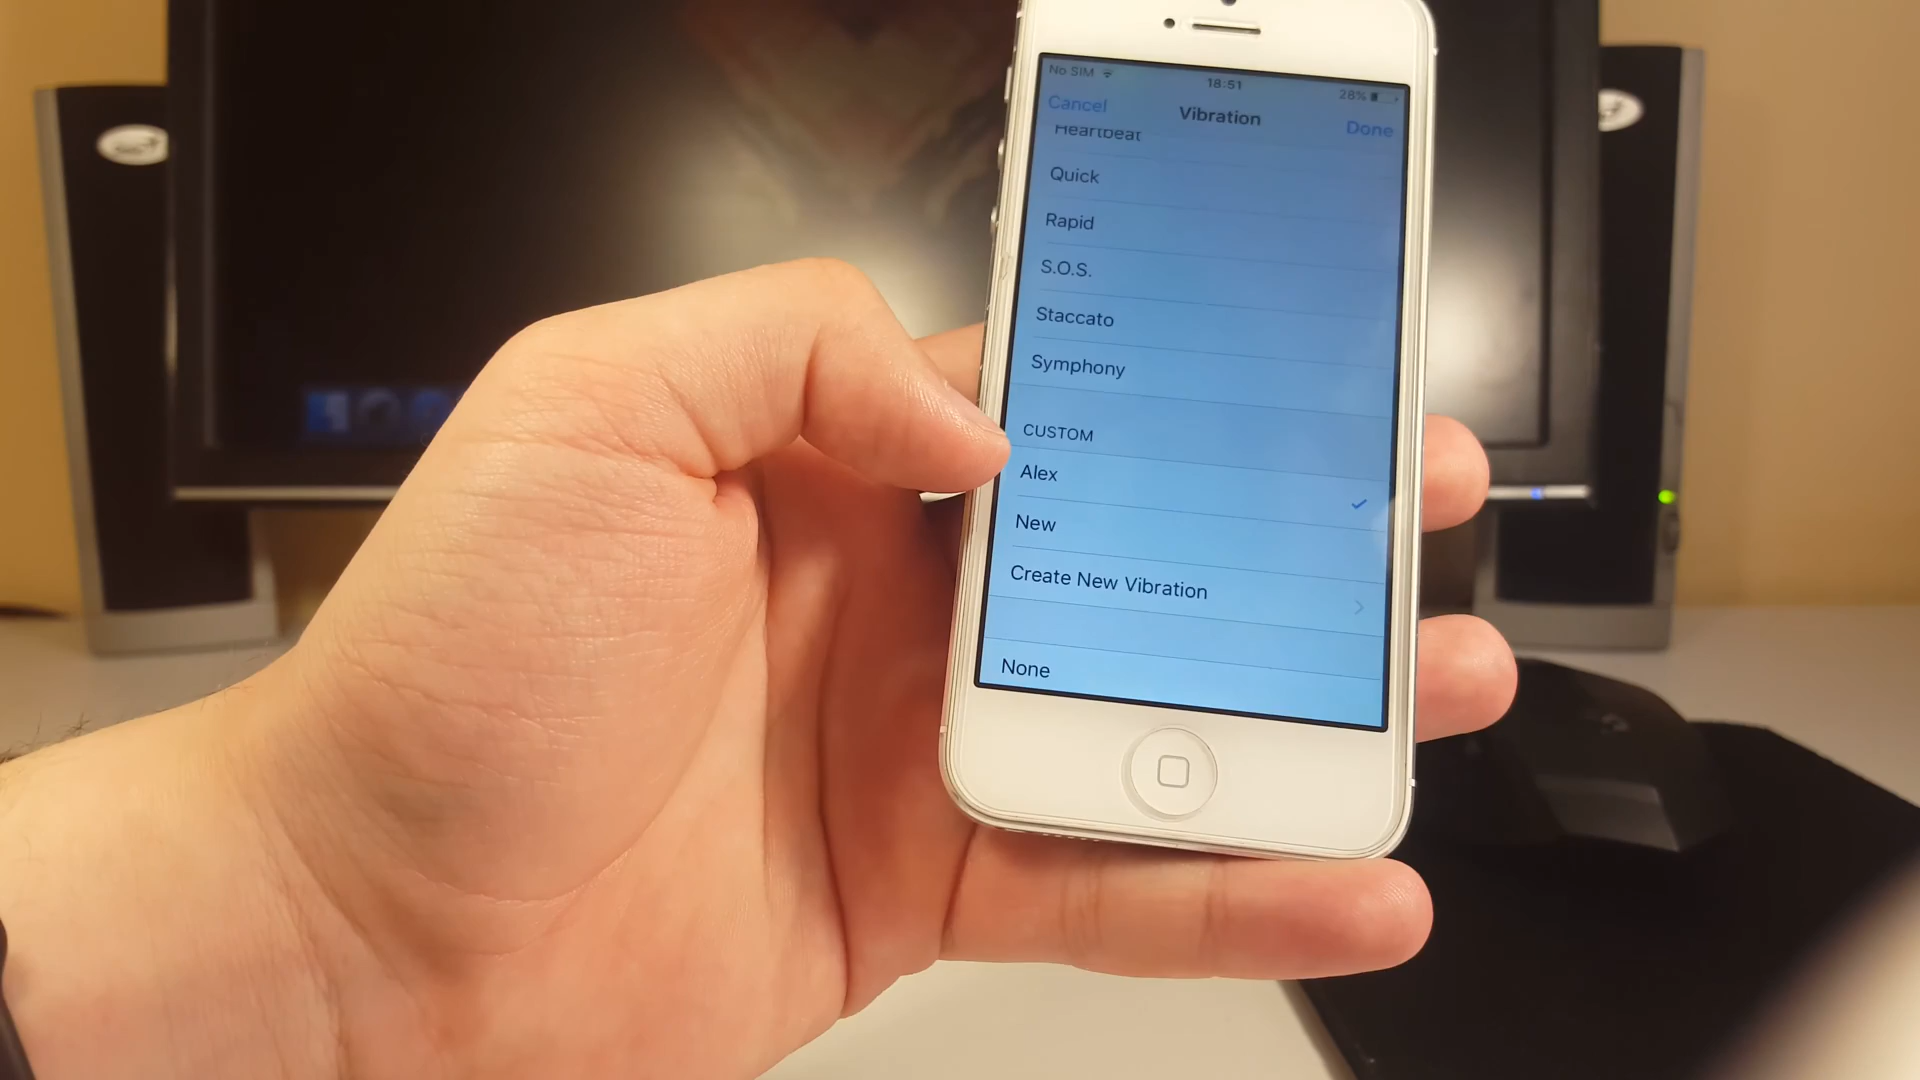 No SIM 18:51 28%
Cancel Vibration Done
Heartbeat
Quick
Rapid
S.O.S.
Staccato
Symphony
CUSTOM
Alex
New
Create New Vibration
None